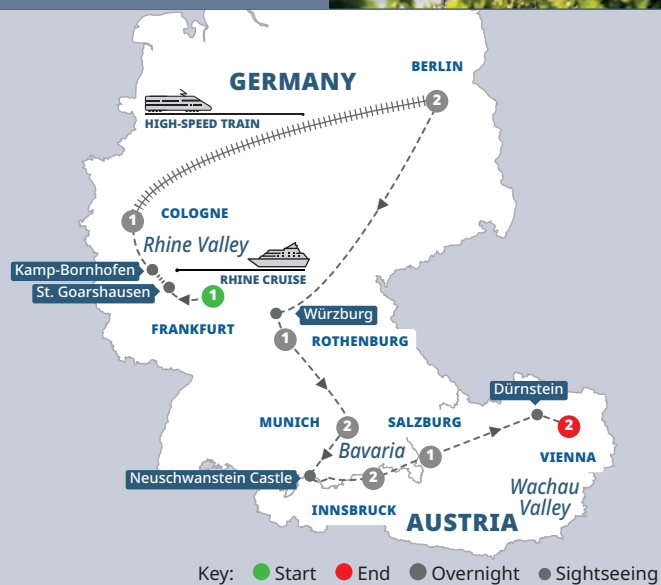 BERLIN
GERMANY
2
HIGH-SPEED TRAIN
1
COLOGNE
Rhine Valley
Kamp-Bornhofen
RHINE CRUISE
St. Goarshausen
1
Würzburg
FRANKFURT
1
ROTHENBURG
Dürnstein
MUNICH
2
SALZBURG
2
Bavaria
1
VIENNA
Neuschwanstein Castle
2
Wachau
Valley
INNSBRUCK
AUSTRIA
Key: Start End Overnight Sightseeing